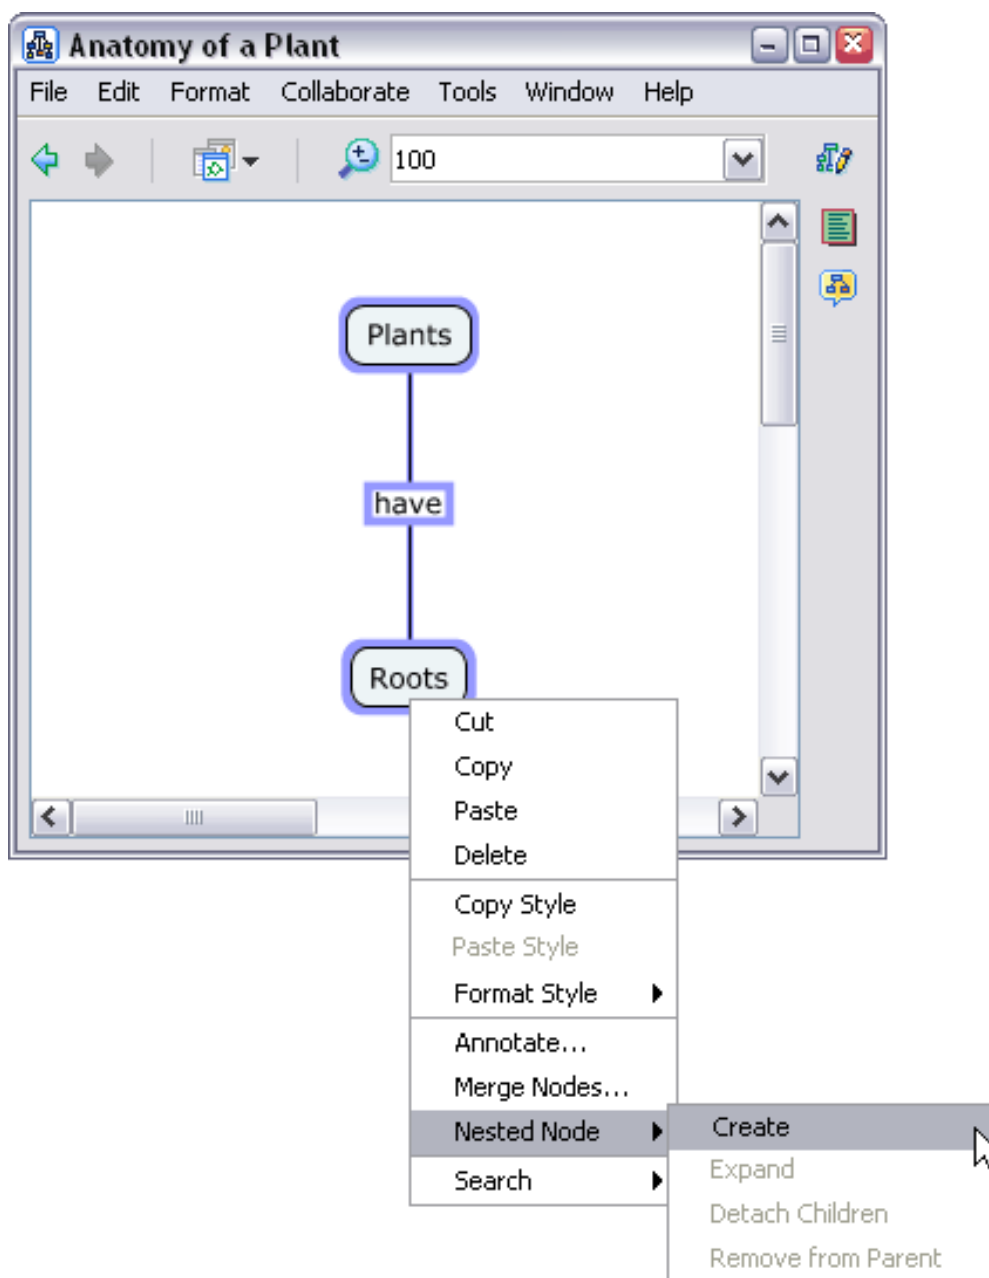 Anatomy of a Plant
File Edit Format Collaborate Tools Window Help
100
Plants
have
Roots
Cut
Copy
Paste
Delete
Copy Style
Paste Style
Format Style
Annotate...
Merge Nodes...
Nested Node
Search
Create
Expand
Detach Children
Remove from Parent